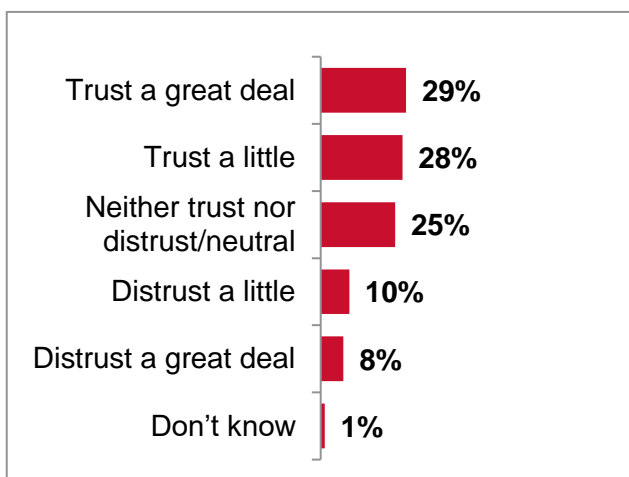 Trust a great deal 29%
Trust a little 28%
Neither trust nor
distrust/neutral 25%
Distrust a little 10%
Distrust a great deal 8%
Don’t know 1%